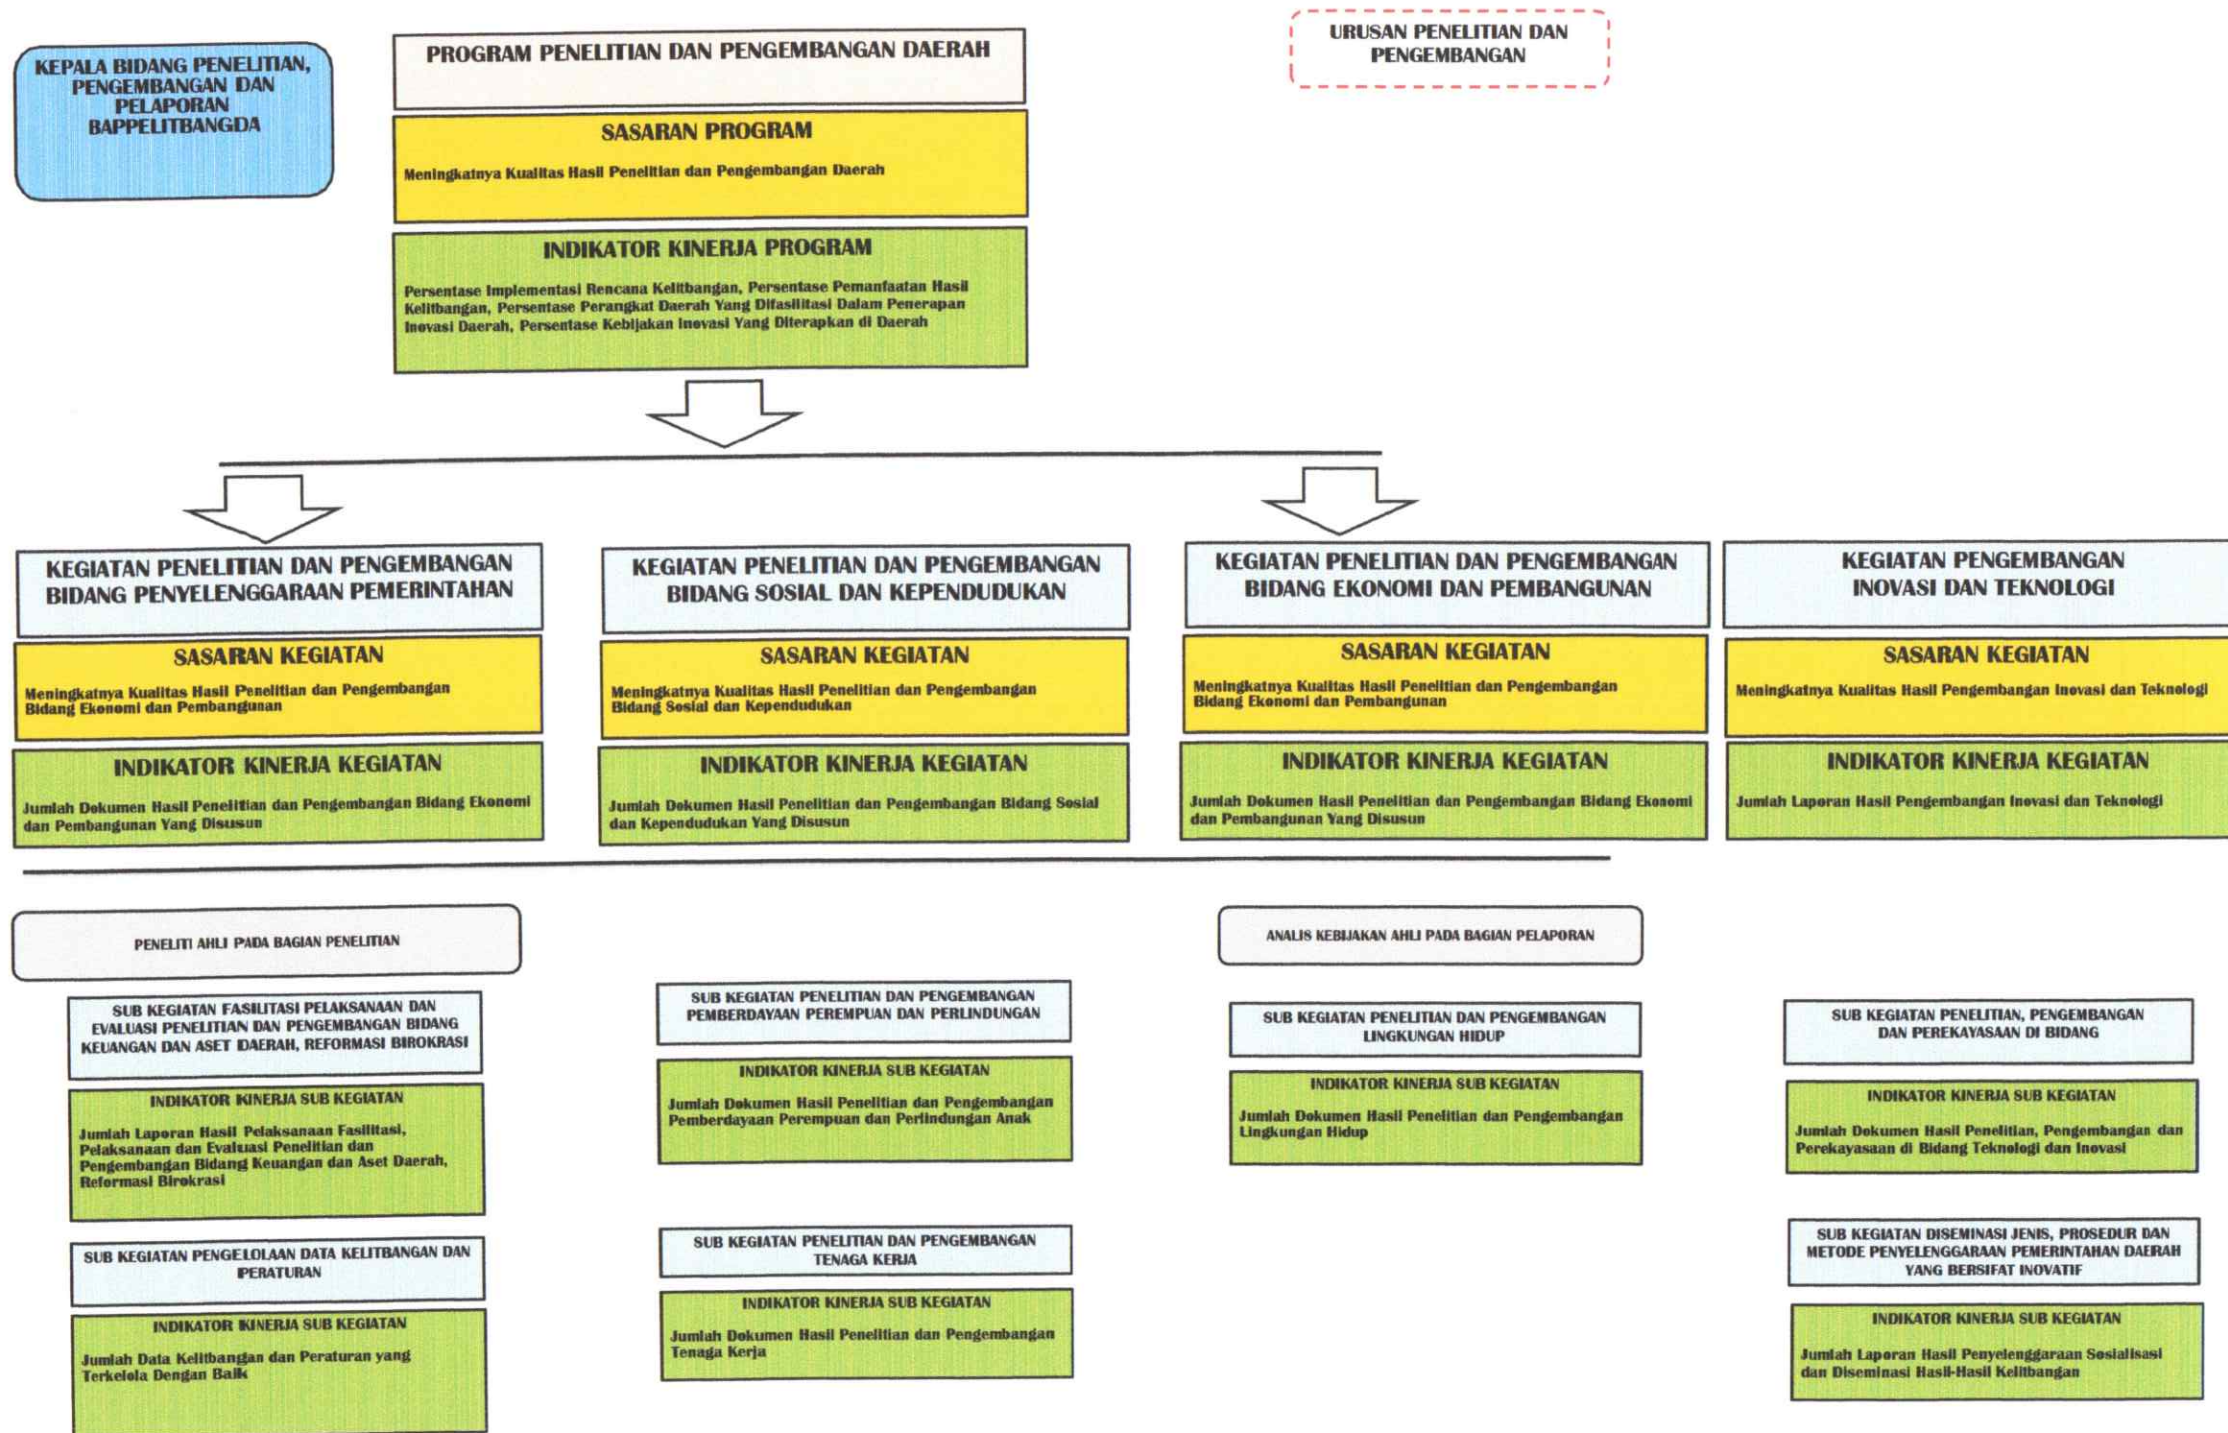 KEPALA BIDANG PENELITIAN,
PENGEMBANGAN DAN
PELAPORAN
BAPPELITBANGDA
PROGRAM PENELITIAN DAN PENGEMBANGAN DAERAH
SASARAN PROGRAM
Meningkatnya Kualitas Hasil Penelitian dan Pengembangan Daerah
INDIKATOR KINERJA PROGRAM
Persentase Implementasi Rencana Kelitbangan, Persentase Pemanfaatan Hasil
Kelitbangan, Persentase Perangkat Daerah Yang Difasilitasi Dalam Penerapan
Inovasi Daerah, Persentase Kebijakan Inovasi Yang Diterapkan di Daerah
URUSAN PENELITIAN DAN
PENGEMBANGAN
KEGIATAN PENELITIAN DAN PENGEMBANGAN
BIDANG PENYELENGGARAAN PEMERINTAHAN
SASARAN KEGIATAN
Meningkatnya Kualitas Hasil Penelitian dan Pengembangan
Bidang Ekonomi dan Pembangunan
INDIKATOR KINERJA KEGIATAN
Jumlah Dokumen Hasil Penelitian dan Pengembangan Bidang Ekonomi
dan Pembangunan Yang Disusun
KEGIATAN PENELITIAN DAN PENGEMBANGAN
BIDANG SOSIAL DAN KEPENDUDUKAN
SASARAN KEGIATAN
Meningkatnya Kualitas Hasil Penelitian dan Pengembangan
Bidang Sosial dan Kependudukan
INDIKATOR KINERJA KEGIATAN
Jumlah Dokumen Hasil Penelitian dan Pengembangan Bidang Sosial
dan Kependudukan Yang Disusun
KEGIATAN PENELITIAN DAN PENGEMBANGAN
BIDANG EKONOMI DAN PEMBANGUNAN
SASARAN KEGIATAN
Meningkatnya Kualitas Hasil Penelitian dan Pengembangan
Bidang Ekonomi dan Pembangunan
INDIKATOR KINERJA KEGIATAN
Jumlah Dokumen Hasil Penelitian dan Pengembangan Bidang Ekonomi
dan Pembangunan Yang Disusun
KEGIATAN PENGEMBANGAN
INOVASI DAN TEKNOLOGI
SASARAN KEGIATAN
Meningkatnya Kualitas Hasil Pengembangan Inovasi dan Teknologi
INDIKATOR KINERJA KEGIATAN
Jumlah Laporan Hasil Pengembangan Inovasi dan Teknologi
PENELITI AHLI PADA BAGIAN PENELITIAN
SUB KEGIATAN FASILITASI PELAKSANAAN DAN
EVALUASI PENELITIAN DAN PENGEMBANGAN BIDANG
KEUANGAN DAN ASET DAERAH, REFORMASI BIROKRASI
INDIKATOR KINERJA SUB KEGIATAN
Jumlah Laporan Hasil Pelaksanaan Fasilitasi,
Pelaksanaan dan Evaluasi Penelitian dan
Pengembangan Bidang Keuangan dan Aset Daerah,
Reformasi Birokrasi
SUB KEGIATAN PENGELOLAAN DATA KELITBANGAN DAN
PERATURAN
INDIKATOR KINERJA SUB KEGIATAN
Jumlah Data Kelitbangan dan Peraturan yang
Terkelola Dengan Baik
SUB KEGIATAN PENELITIAN DAN PENGEMBANGAN
PEMBERDAYAAN PEREMPUAN DAN PERLINDUNGAN
INDIKATOR KINERJA SUB KEGIATAN
Jumlah Dokumen Hasil Penelitian dan Pengembangan
Pemberdayaan Perempuan dan Perlindungan Anak
SUB KEGIATAN PENELITIAN DAN PENGEMBANGAN
TENAGA KERJA
INDIKATOR KINERJA SUB KEGIATAN
Jumlah Dokumen Hasil Penelitian dan Pengembangan
Tenaga Kerja
ANALIS KEBIJAKAN AHLI PADA BAGIAN PELAPORAN
SUB KEGIATAN PENELITIAN DAN PENGEMBANGAN
LINGKUNGAN HIDUP
INDIKATOR KINERJA SUB KEGIATAN
Jumlah Dokumen Hasil Penelitian dan Pengembangan
Lingkungan Hidup
SUB KEGIATAN PENELITIAN, PENGEMBANGAN
DAN PEREKAYASAAN DI BIDANG
INDIKATOR KINERJA SUB KEGIATAN
Jumlah Dokumen Hasil Penelitian, Pengembangan dan
Perekayasaan di Bidang Teknologi dan Inovasi
SUB KEGIATAN DISEMINASI JENIS, PROSEDUR DAN
METODE PENYELENGGARAAN PEMERINTAHAN DAERAH
YANG BERSIFAT INOVATIF
INDIKATOR KINERJA SUB KEGIATAN
Jumlah Laporan Hasil Penyelenggaraan Sosialisasi
dan Diseminasi Hasil-Hasil Kelitbangan